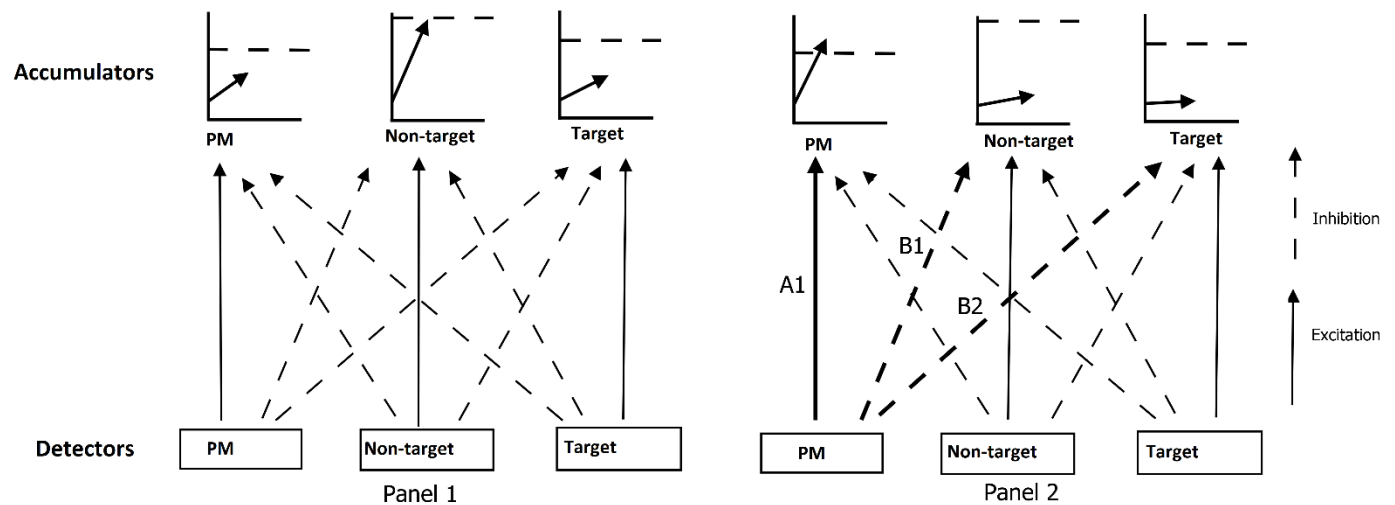 Accumulators
PM
Non-target
Target
PM
Non-target
Target
A1
B1
B2
Inhibition
Excitation
Detectors
PM
Non-target
Target
PM
Non-target
Target
Panel 1
Panel 2